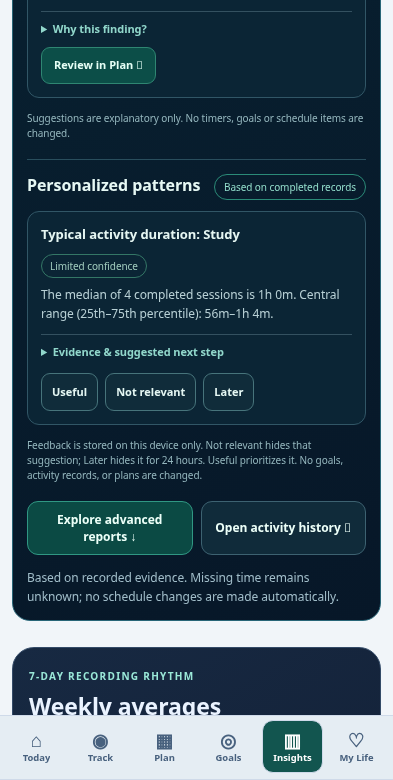 ▶ Why this finding?
Review in Plan
Suggestions are explanatory only. No timers, goals or schedule items are
changed.
Personalized patterns
Based on completed records
Typical activity duration: Study
Limited confidence
The median of 4 completed sessions is 1h 0m. Central
range (25th–75th percentile): 56m–1h 4m.
▶ Evidence & suggested next step
Useful Not relevant Later
Feedback is stored on this device only. Not relevant hides that
suggestion; Later hides it for 24 hours. Useful prioritizes it. No goals,
activity records, or plans are changed.
Explore advanced
reports ↓
Open activity history
Based on recorded evidence. Missing time remains
unknown; no schedule changes are made automatically.
7-DAY RECORDING RHYTHM
Weekly averages
Today Track Plan Goals Insights My Life